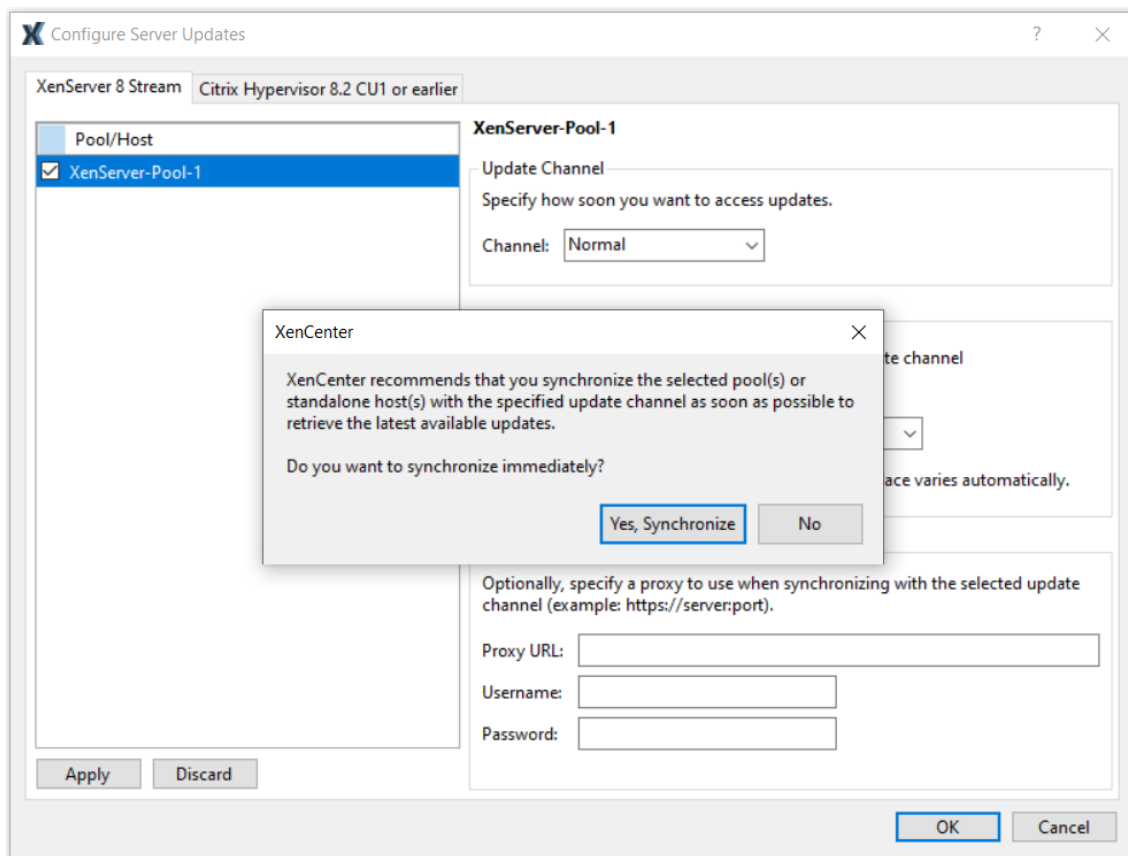 Configure Server Updates
XenServer 8 Stream
Citrix Hypervisor 8.2 CU1 or earlier
Pool/Host
XenServer-Pool-1
XenServer-Pool-1
Update Channel
Specify how soon you want to access updates.
Channel: Normal
te channel
ace varies automatically.
XenCenter
XenCenter recommends that you synchronize the selected pool(s) or
standalone host(s) with the specified update channel as soon as possible to
retrieve the latest available updates.
Do you want to synchronize immediately?
Yes, Synchronize
No
Optionally, specify a proxy to use when synchronizing with the selected update
channel (example: https://server:port).
Proxy URL:
Username:
Password:
Apply
Discard
OK
Cancel